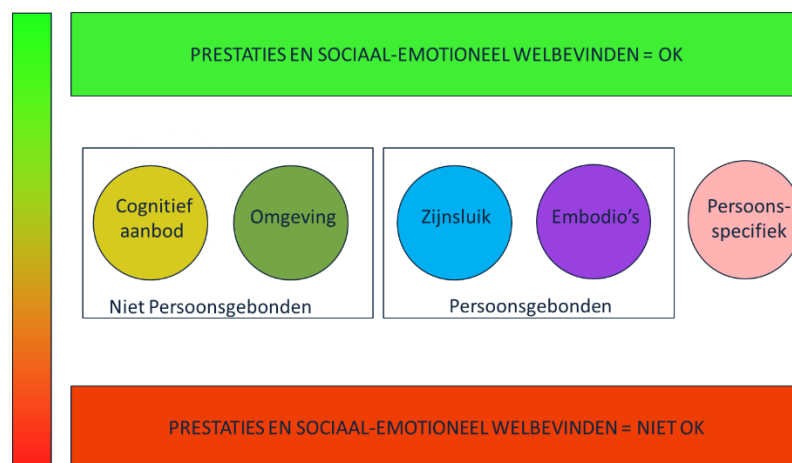 PRESTATIES EN SOCIAAL-EMOTIONEEL WELBEVINDEN = OK
Cognitief
aanbod
Omgeving
Zijnsluik
Embodio's
Persoons-
specifiek
Niet Persoonsgebonden
Persoonsgebonden
PRESTATIES EN SOCIAAL-EMOTIONEEL WELBEVINDEN = NIET OK